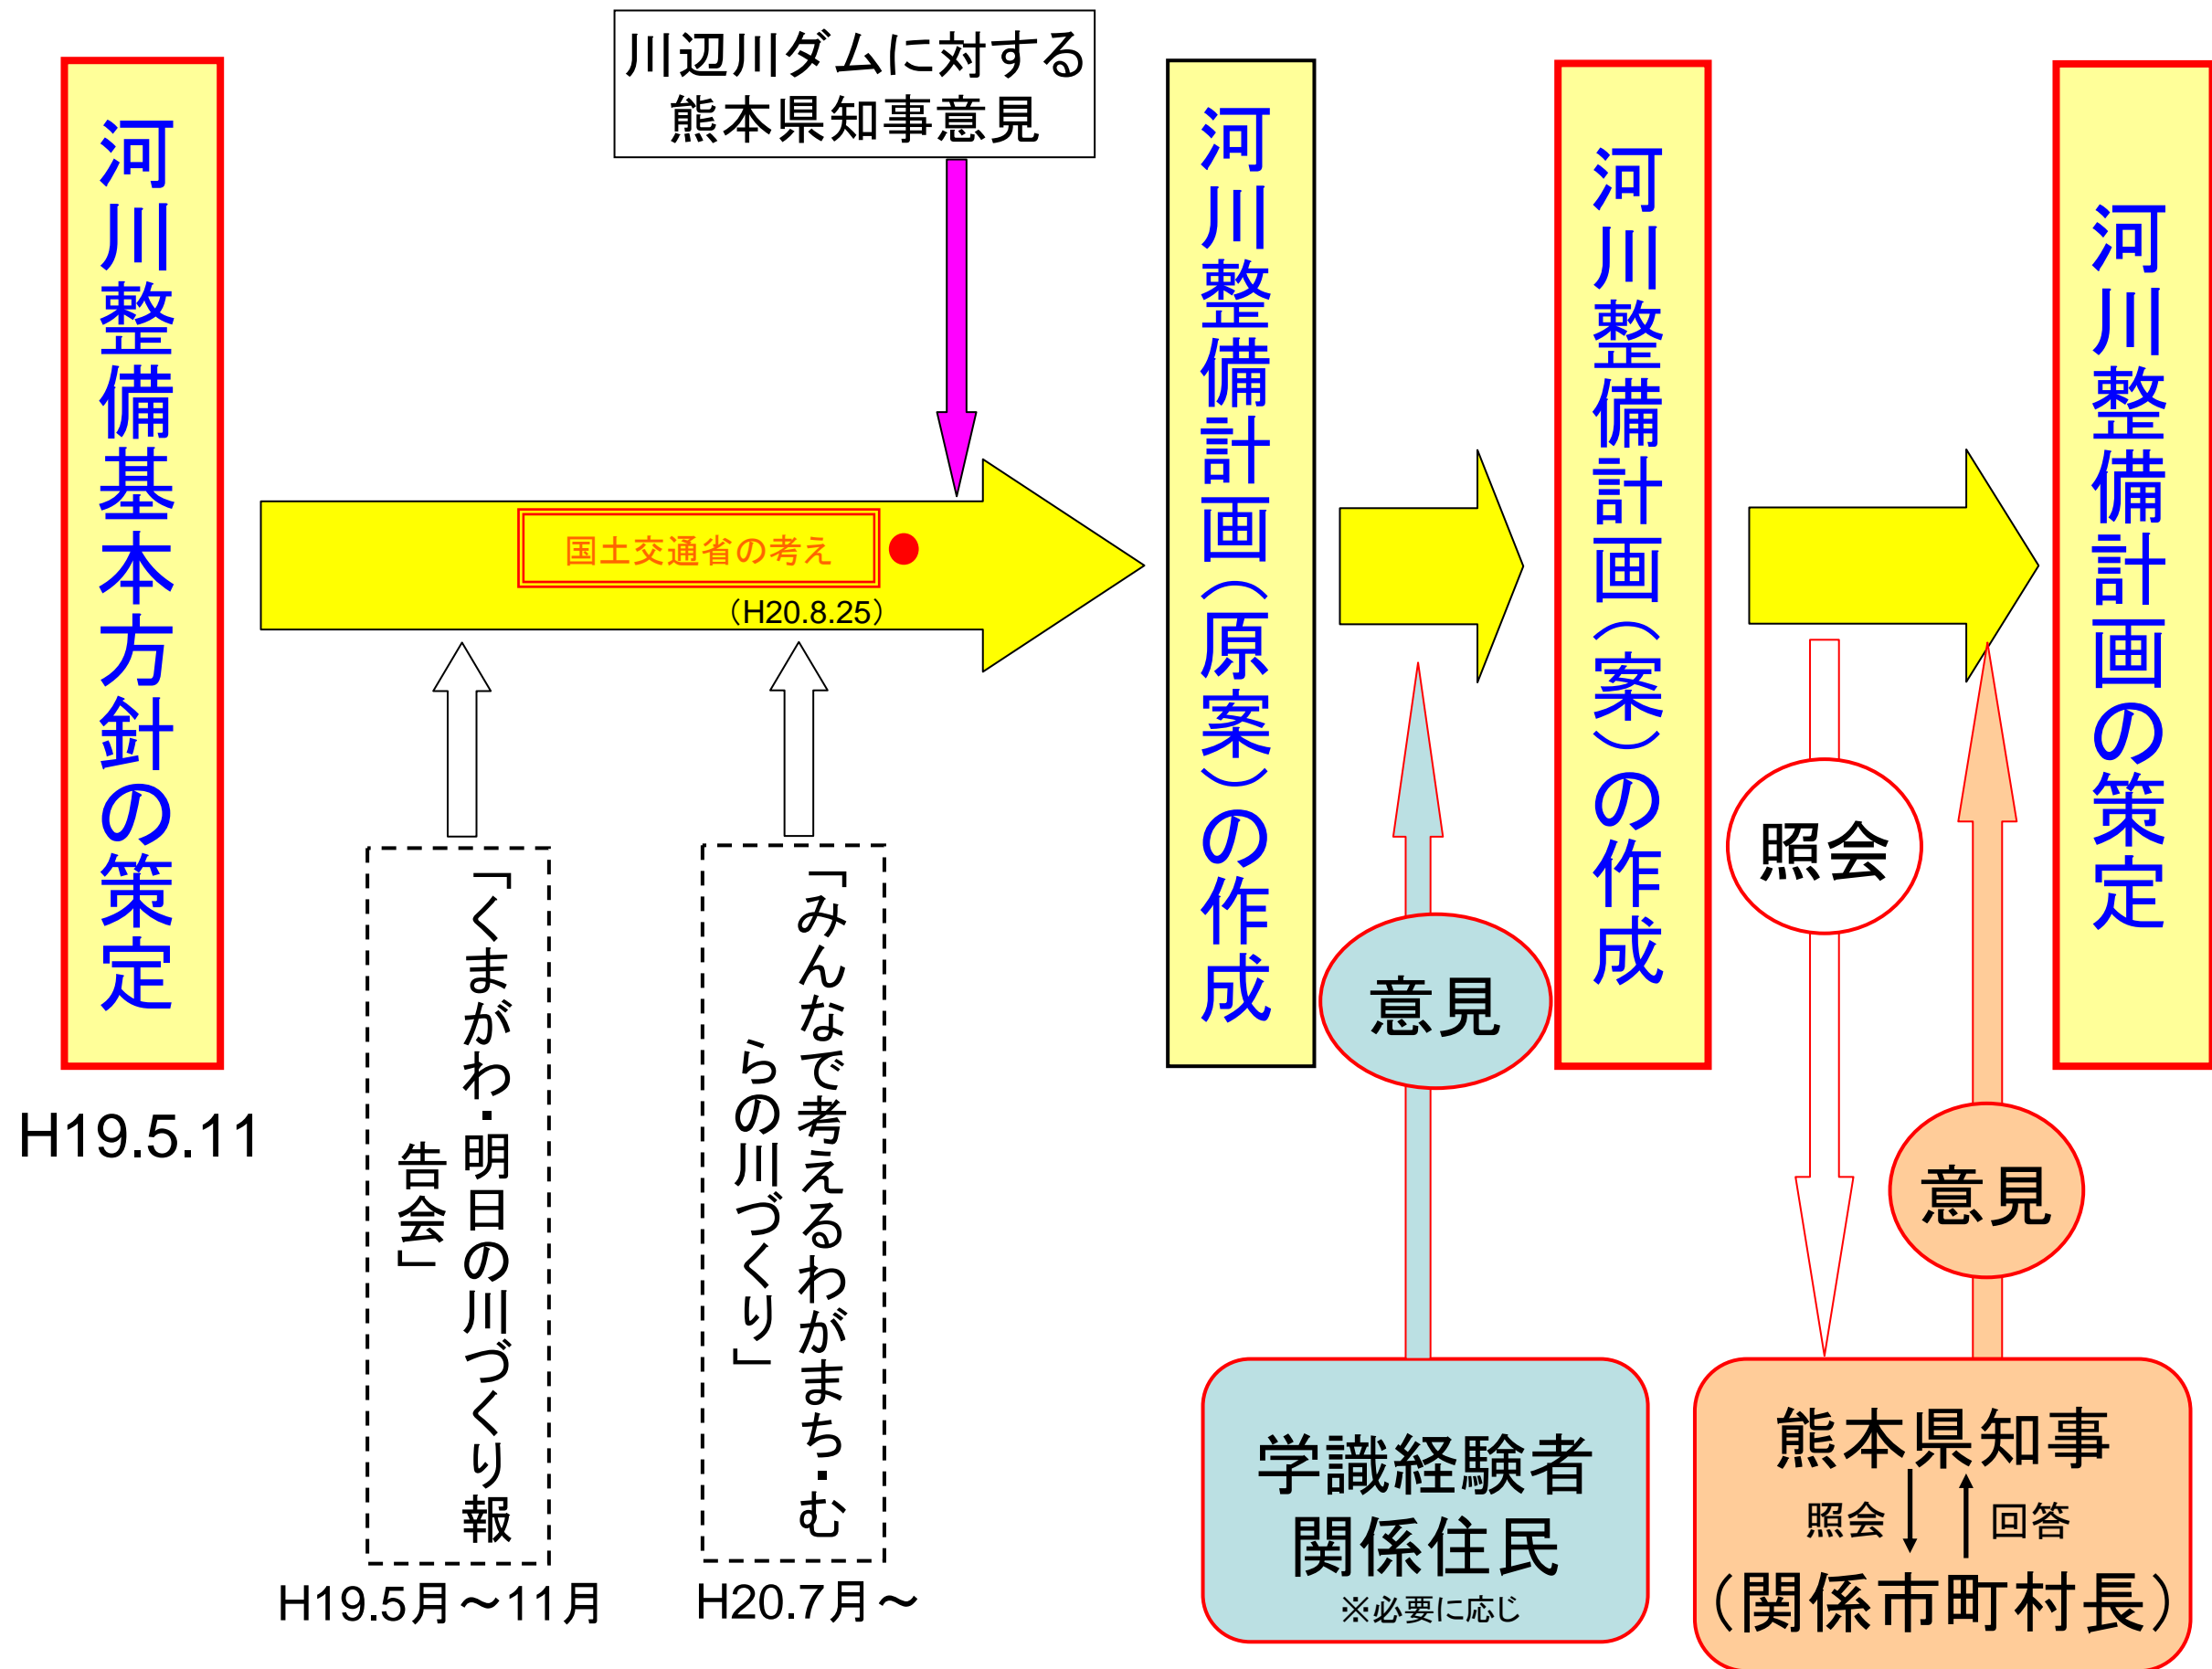 川辺川ダムに対する
熊本県知事意見
河川整備基本方針の策定
H19.5.11
国土交通省の考え
（H20.8.25）
「くまがわ・明日の川づくり報
告会」
H19.5月～11月
「みんなで考えるわがまち・む
らの川づくり」
H20.7月～
河川整備計画（原案）の作成
意見
学識経験者
関係住民
※必要に応じ
河川整備計画（案）の作成
照会
意見
熊本県知事
照会
回答
（関係市町村長）
河川整備計画の策定